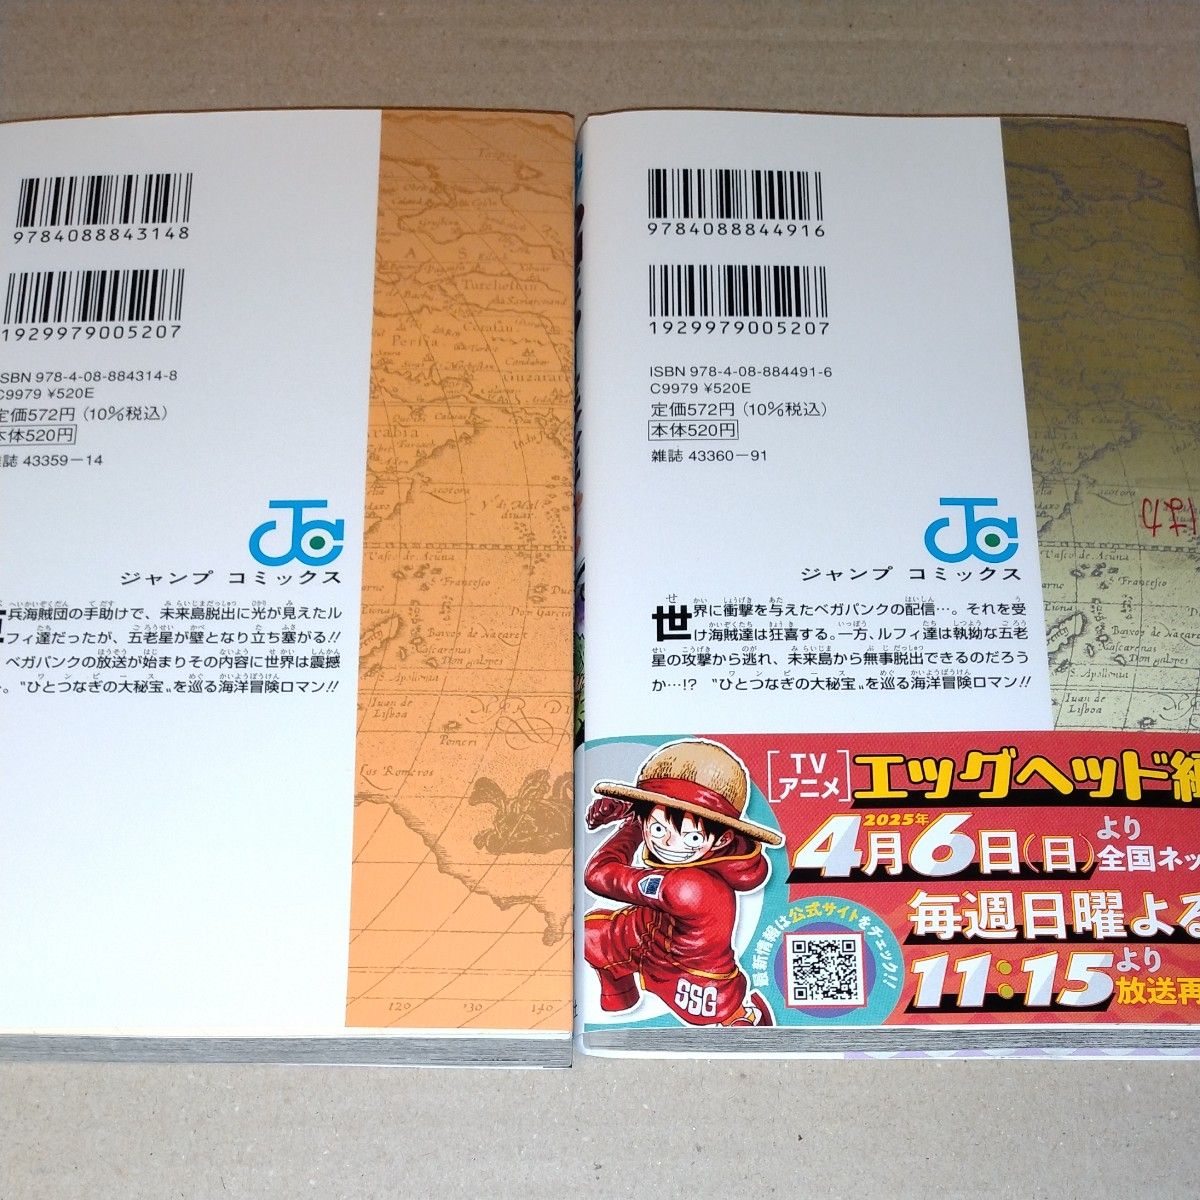 9784088843148
1929979005207
ISBN 978-4-08-884314-8
C9979 ¥520E
定価572円（10%税込）
本体520円
雑誌 43359-14
JC
ジャンプ コミックス
兵海賊団の手助けで、未来島脱出に光が見えたル
フィ達だったが、五老星が壁となり立ち塞がる!!
ベガパンクの放送が始まりその内容に世界は震撼
…。“ひとつなぎの大秘宝”を巡る海洋冒険ロマン!!
9784088844916
1929979005207
ISBN 978-4-08-884491-6
C9979 ¥520E
定価572円（10%税込）
本体520円
雑誌 43360-91
JC
ジャンプ コミックス
世界に衝撃を与えたベガパンクの配信…。それを受
け海賊達は狂喜する。一方、ルフィ達は執拗な五老
星の攻撃から逃れ、未来島から無事脱出できるのだろう
か…!? “ひとつなぎの大秘宝”を巡る海洋冒険ロマン!!
[TVアニメ] エッグヘッド編
2025年
4月6日(日)より
全国ネッ
毎週日曜よる
11:15より
放送再
最新情報は公式サイトをチェック!!
SSG